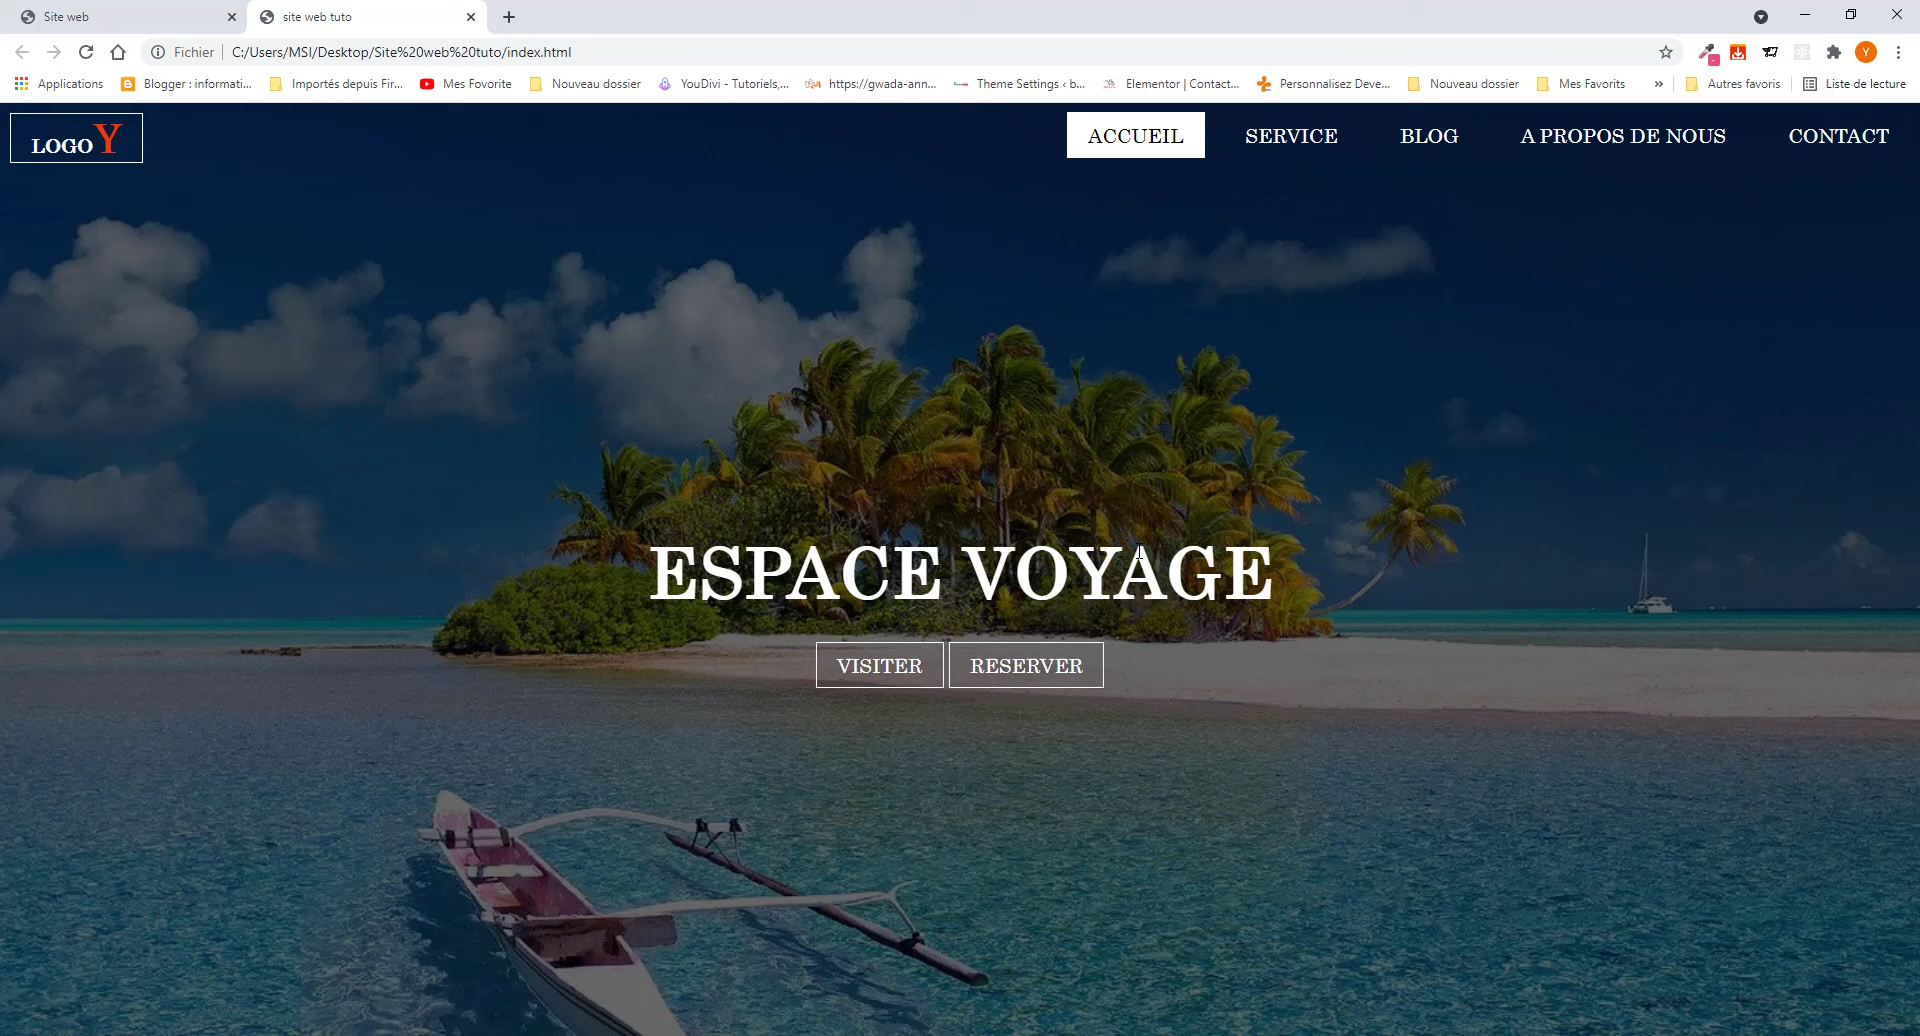 Site web
site web tuto
Fichier C:/Users/MSI/Desktop/Site%20web%20tuto/index.html
Y
Applications Blogger : informati... Importés depuis Fir... Mes Fovorite Nouveau dossier YouDivi - Tutoriels,... https://gwada-ann... Theme Settings ‹ b... Elementor | Contact... Personnalisez Deve... Nouveau dossier Mes Favorits » Autres favoris Liste de lecture
LOGO Y
ACCUEIL SERVICE BLOG A PROPOS DE NOUS CONTACT
ESPACE VOYAGE
VISITER RESERVER